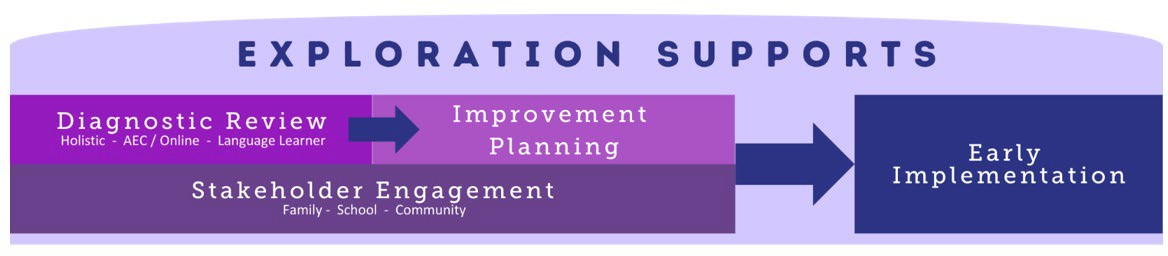 EXPLORATION SUPPORTS
Diagnostic Review
Holistic - AEC / Online - Language Learner
Improvement
Planning
Stakeholder Engagement
Family - School - Community
Early
Implementation